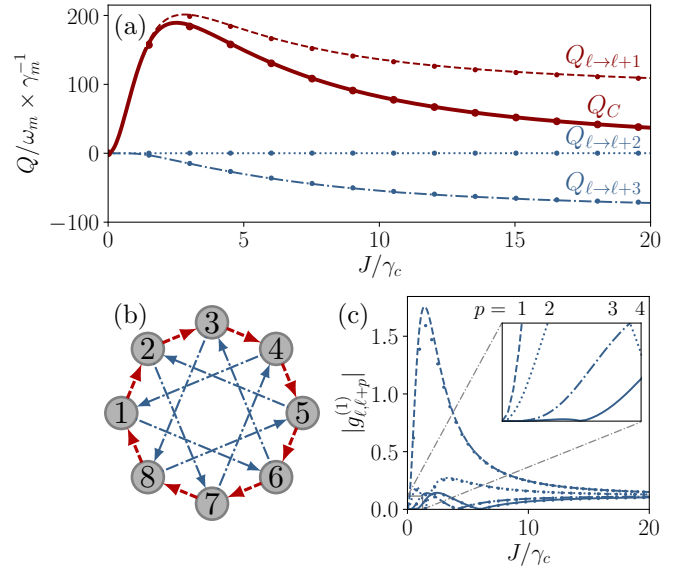 (a)
200
100
0
−100
Q/ω_m × γ_m^{−1}
Q_{ℓ→ℓ+1}
Q_C
Q_{ℓ→ℓ+2}
Q_{ℓ→ℓ+3}
0 5 10 15 20
J/γ_c
(b)
1
2
3
4
5
6
7
8
(c)
p = 1 2 3 4
1.5
1.0
0.5
0.0
|g^{(1)}_{ℓ,ℓ+p}|
0 10 20
J/γ_c